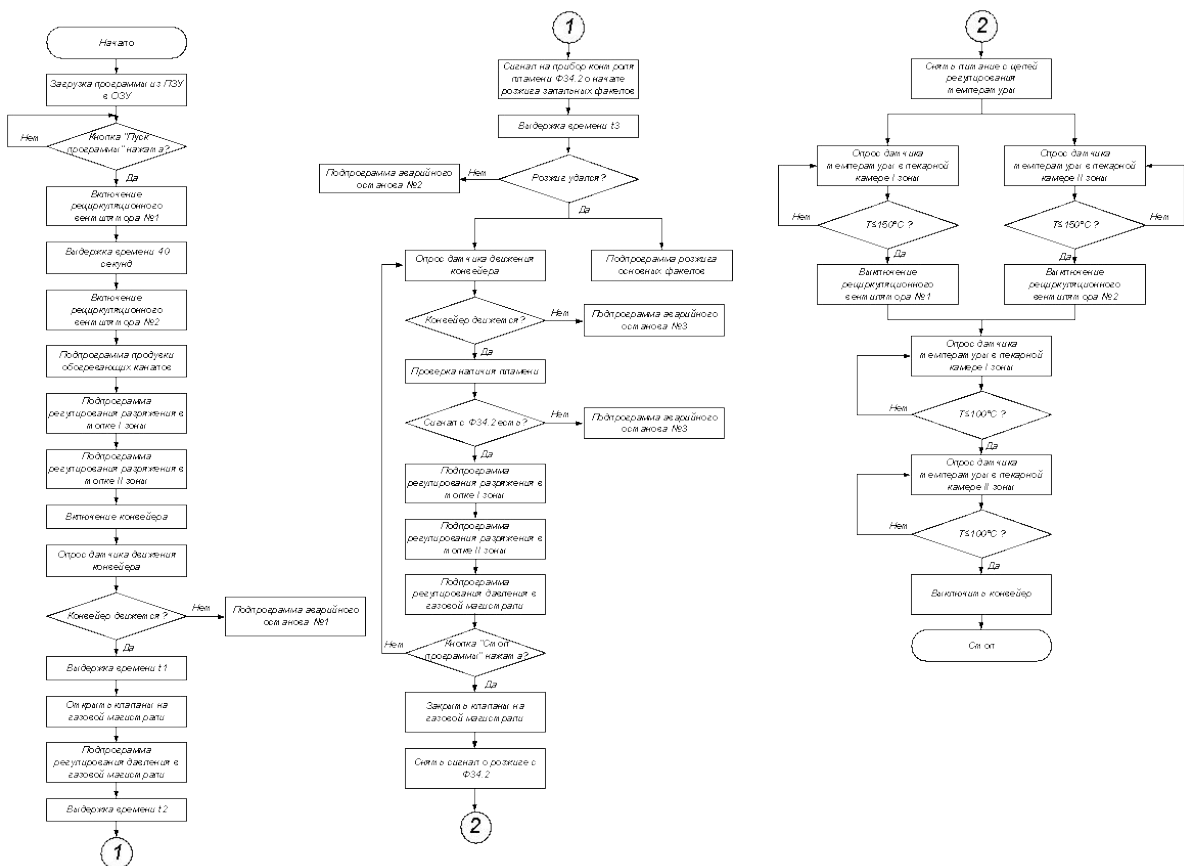 Начало
Загрузка программы из ПЗУ
в ОЗУ
Нет
Кнопка "Пуск
программы" нажата?
Да
Включение
рециркуляционного
вентилятора №1
Выдержка времени 40
секунд
Включение
рециркуляционного
вентилятора №2
Подпрограмма продувки
обогревающих каналов
Подпрограмма
регулирования разряжения в
топке I зоны
Подпрограмма
регулирования разряжения в
топке II зоны
Включение конвейера
Опрос датчика движения
конвейера
Конвейер движется?
Нет
Подпрограмма аварийного
останова №1
Да
Выдержка времени t1
Открыть клапаны на
газовой магистрали
Подпрограмма
регулирования давления в
газовой магистрали
Выдержка времени t2
1
1
Сигнал на прибор контроля
пламени Ф34.2 о начале
розжига запальных факелов
Выдержка времени t3
Подпрограмма аварийного
останова №2
Нет
Розжиг удался?
Да
Опрос датчика движения
конвейера
Подпрограмма розжига
основных факелов
Конвейер движется?
Нет
Подпрограмма аварийного
останова №3
Да
Проверка наличия пламени
Сигнал с Ф34.2 есть?
Нет
Подпрограмма аварийного
останова №3
Да
Подпрограмма
регулирования разряжения в
топке I зоны
Подпрограмма
регулирования разряжения в
топке II зоны
Подпрограмма
регулирования давления в
газовой магистрали
Нет
Кнопка "Стоп
программы" нажата?
Да
Закрыть клапаны на
газовой магистрали
Снять сигнал о розжиге с
Ф34.2
2
2
Снять питание с цепей
регулирования
температуры
Опрос датчика
температуры в пекарной
камере I зоны
Опрос датчика
температуры в пекарной
камере II зоны
Нет
T≤150°C ?
T≤150°C ?
Нет
Да
Да
Выключение
рециркуляционного
вентилятора №1
Выключение
рециркуляционного
вентилятора №2
Опрос датчика
температуры в пекарной
камере I зоны
Нет
T≤100°C ?
Да
Опрос датчика
температуры в пекарной
камере II зоны
Нет
T≤100°C ?
Да
Выключить конвейер
Стоп